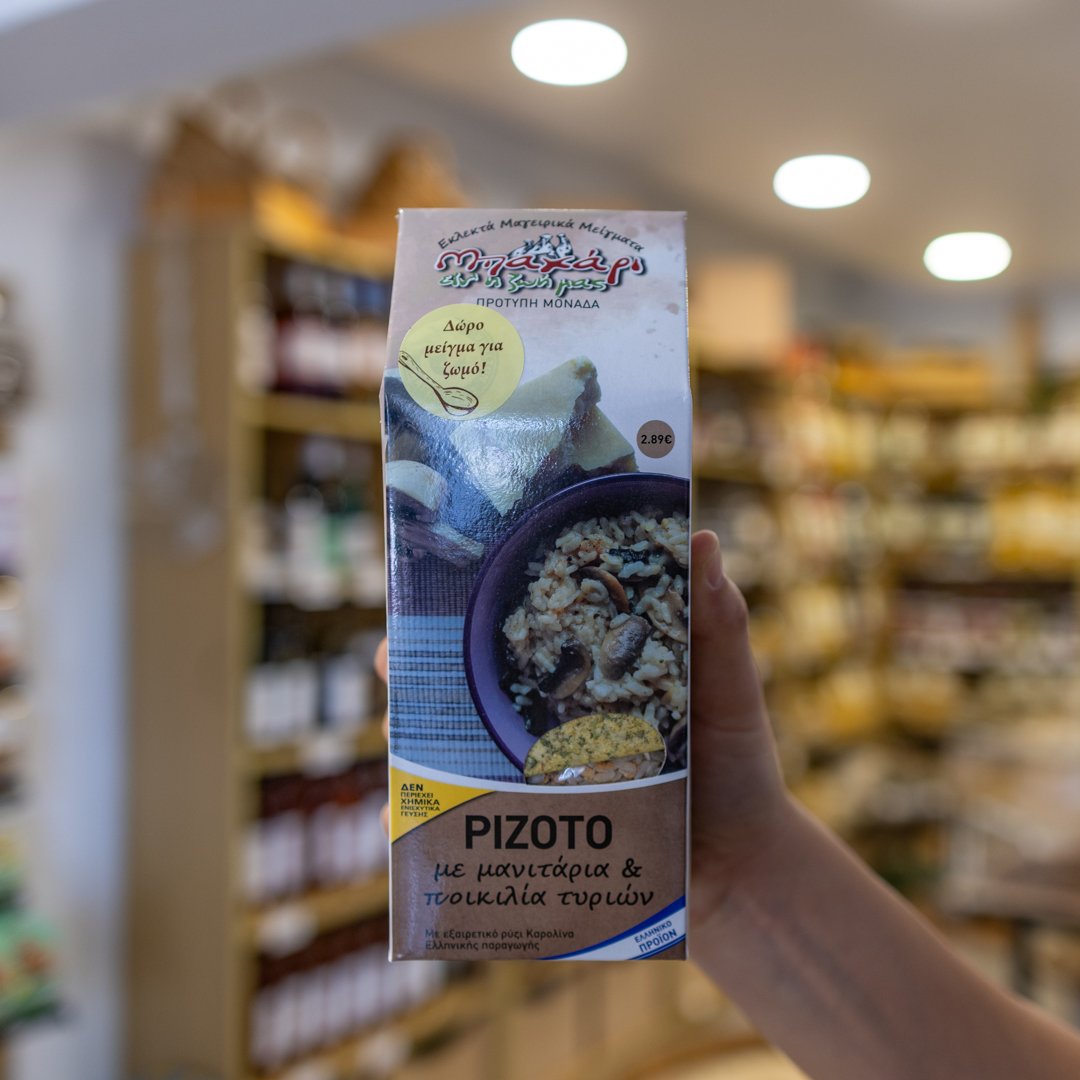 Εκλεκτά Μαγειρικά Μείγματα
Μπαχάρι
είν' η ζωή μας
ΠΡΟΤΥΠΗ ΜΟΝΑΔΑ
Δώρο
μείγμα για
ζωμό!
2.89€
ΔΕΝ
ΠΕΡΙΕΧΕΙ
ΧΗΜΙΚΑ
ΕΝΙΣΧΥΤΙΚΑ
ΓΕΥΣΗΣ
ΡΙΖΟΤΟ
με μανιτάρια &
ποικιλία τυριών
Με εξαιρετικό ρύζι Καρολίνα
Ελληνικής παραγωγής
ΕΛΛΗΝΙΚΟ
ΠΡΟΪΟΝ